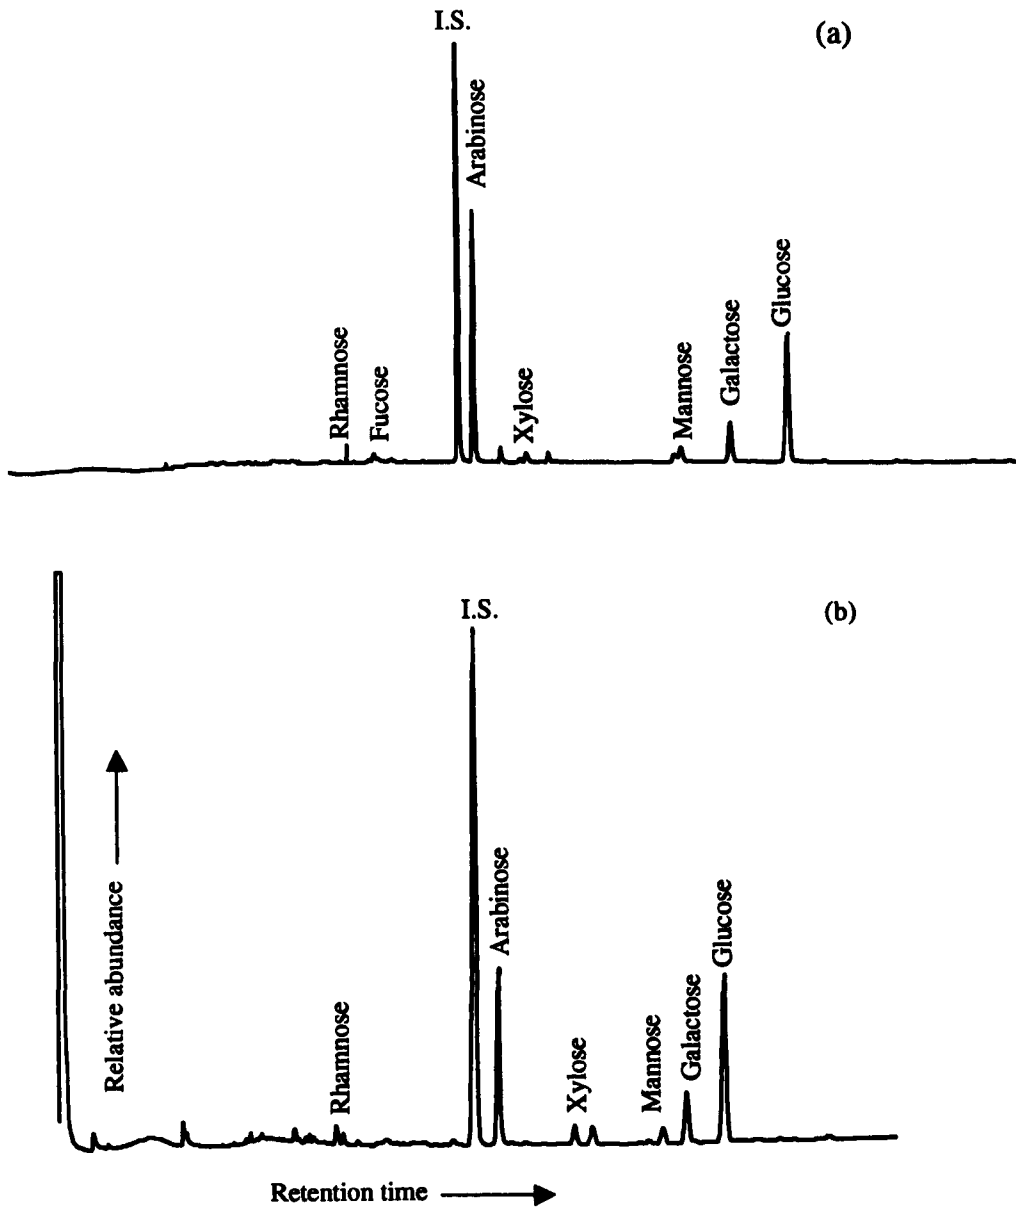 I.S.
(a)
Arabinose
Rhamnose
Fucose
Xylose
Mannose
Galactose
Glucose
I.S.
(b)
Relative abundance
Rhamnose
Arabinose
Xylose
Mannose
Galactose
Glucose
Retention time